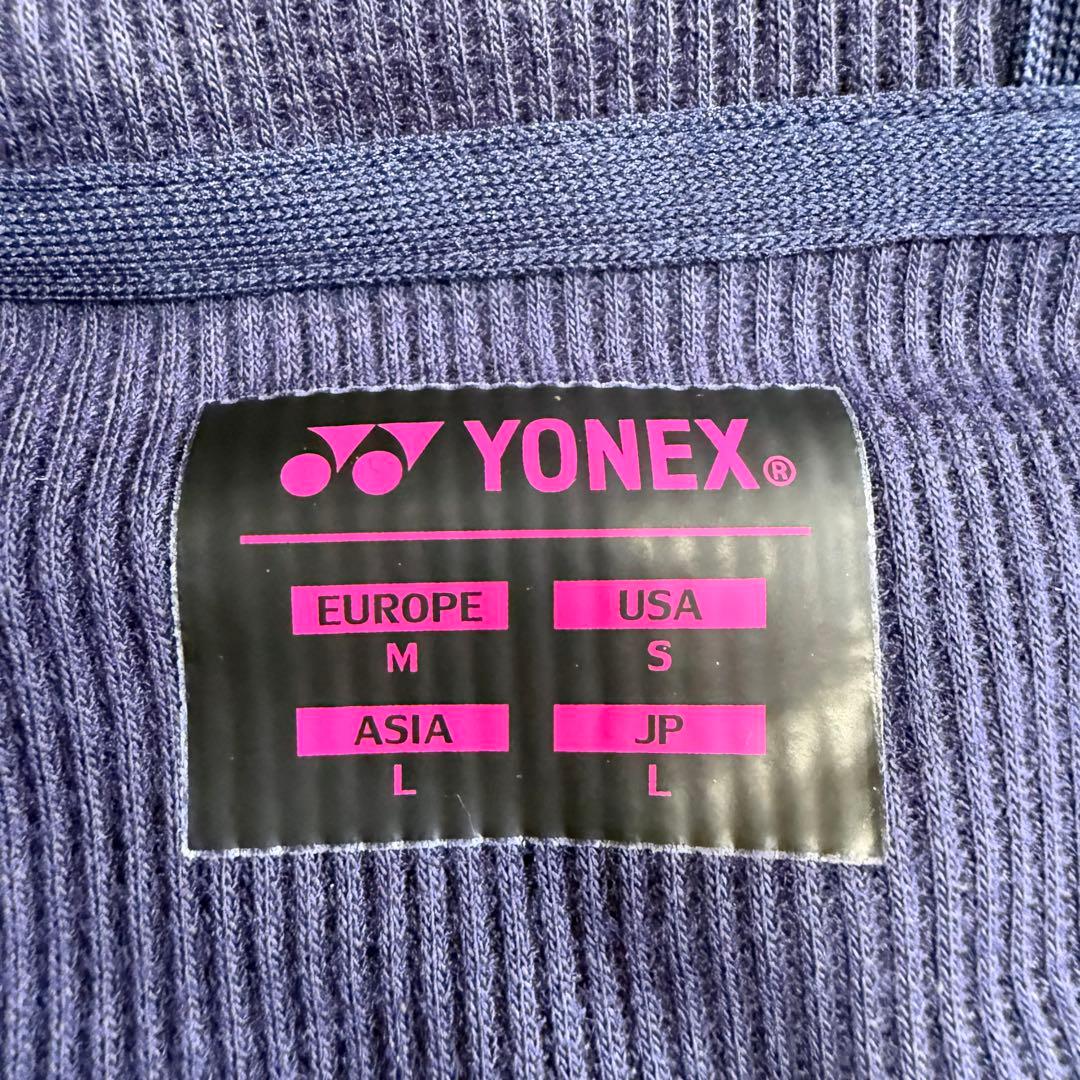 YONEX®
EUROPE USA
M S
ASIA JP
L L